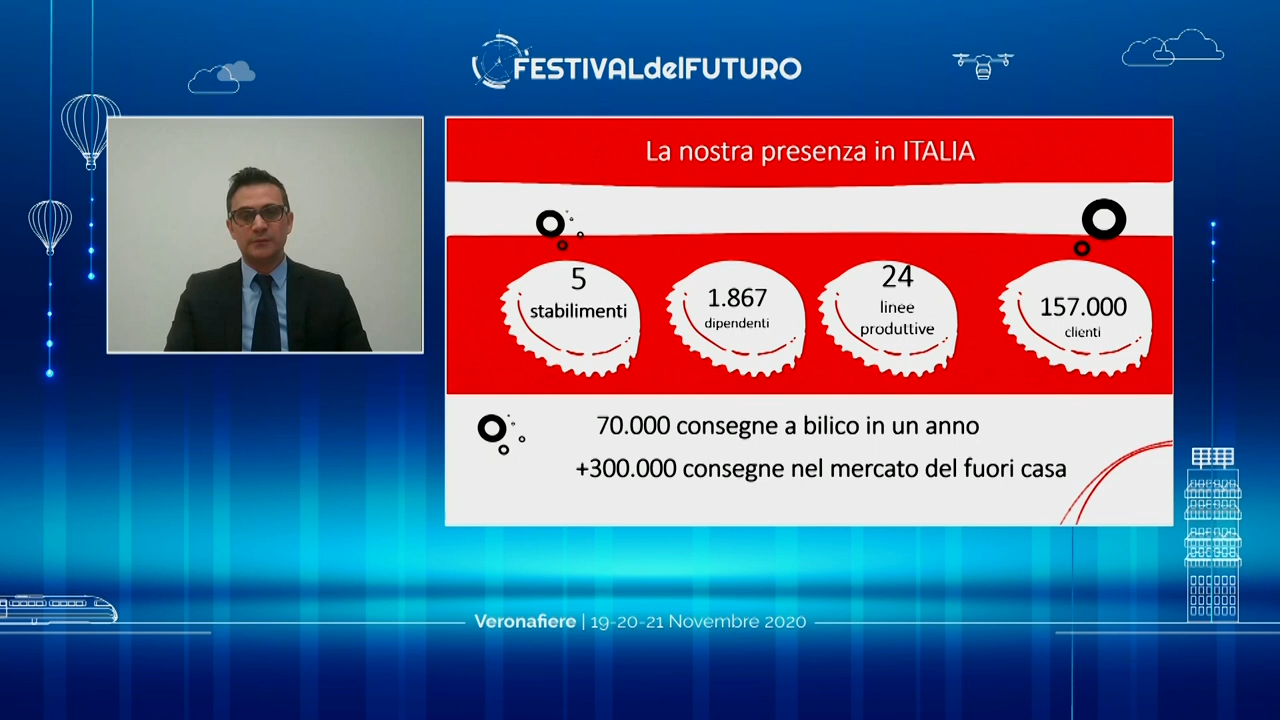 FESTIVALdelFUTURO
La nostra presenza in ITALIA
5
stabilimenti
1.867
dipendenti
24
linee
produttive
157.000
clienti
70.000 consegne a bilico in un anno
+300.000 consegne nel mercato del fuori casa
Veronafiere | 19-20-21 Novembre 2020